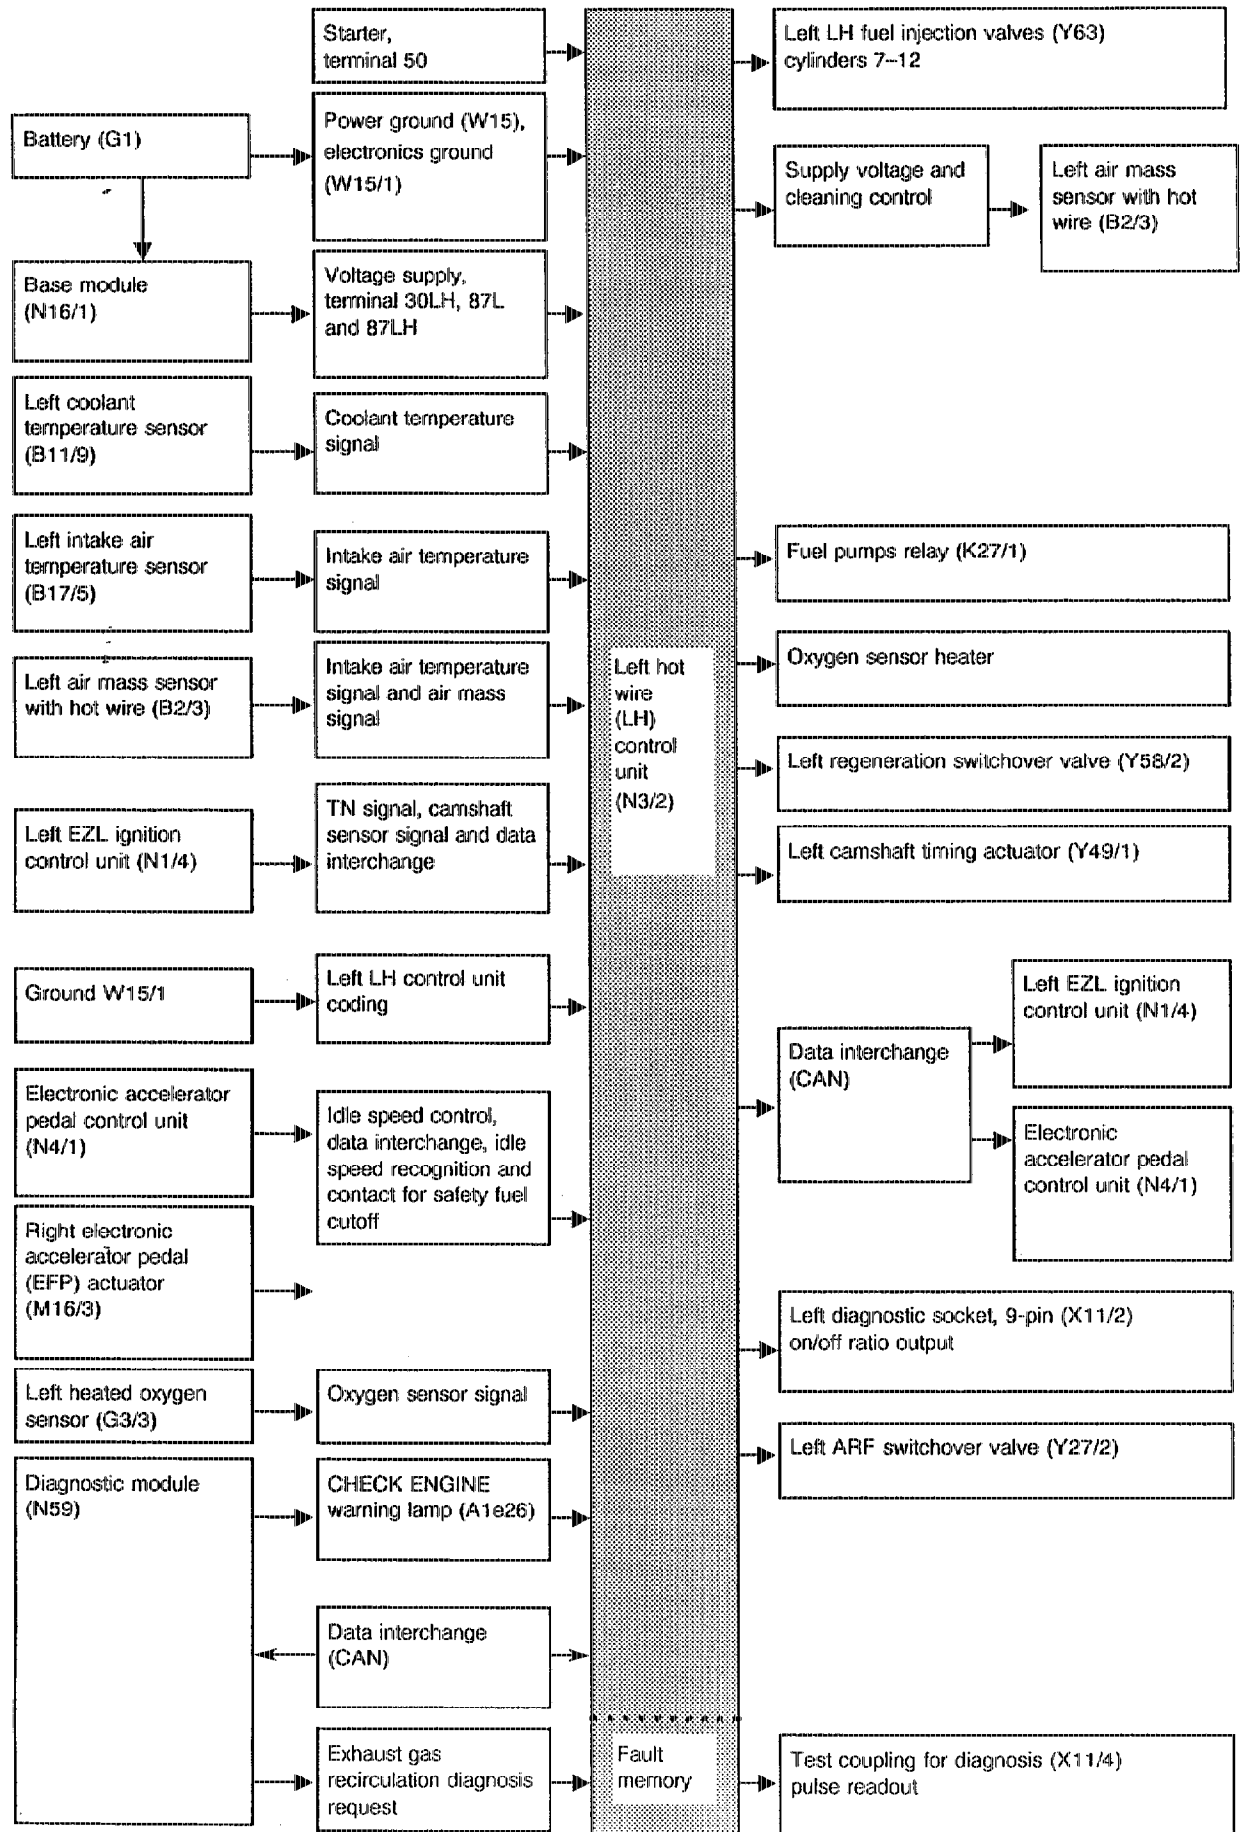 Starter,
terminal 50
Left LH fuel injection valves (Y63)
cylinders 7–12
Battery (G1)
Power ground (W15),
electronics ground
(W15/1)
Supply voltage and
cleaning control
Left air mass
sensor with hot
wire (B2/3)
Base module
(N16/1)
Voltage supply,
terminal 30LH, 87L
and 87LH
Left coolant
temperature sensor
(B11/9)
Coolant temperature
signal
Left intake air
temperature sensor
(B17/5)
Intake air temperature
signal
Fuel pumps relay (K27/1)
Left air mass sensor
with hot wire (B2/3)
Intake air temperature
signal and air mass
signal
Left hot
wire
(LH)
control
unit
(N3/2)
Oxygen sensor heater
Left regeneration switchover valve (Y58/2)
Left EZL ignition
control unit (N1/4)
TN signal, camshaft
sensor signal and data
interchange
Left camshaft timing actuator (Y49/1)
Ground W15/1
Left LH control unit
coding
Data interchange
(CAN)
Left EZL ignition
control unit (N1/4)
Electronic accelerator
pedal control unit
(N4/1)
Idle speed control,
data interchange, idle
speed recognition and
contact for safety fuel
cutoff
Electronic
accelerator pedal
control unit (N4/1)
Right electronic
accelerator pedal
(EFP) actuator
(M16/3)
Left diagnostic socket, 9-pin (X11/2)
on/off ratio output
Left heated oxygen
sensor (G3/3)
Oxygen sensor signal
Left ARF switchover valve (Y27/2)
Diagnostic module
(N59)
CHECK ENGINE
warning lamp (A1e26)
Data interchange
(CAN)
Exhaust gas
recirculation diagnosis
request
Fault
memory
Test coupling for diagnosis (X11/4)
pulse readout